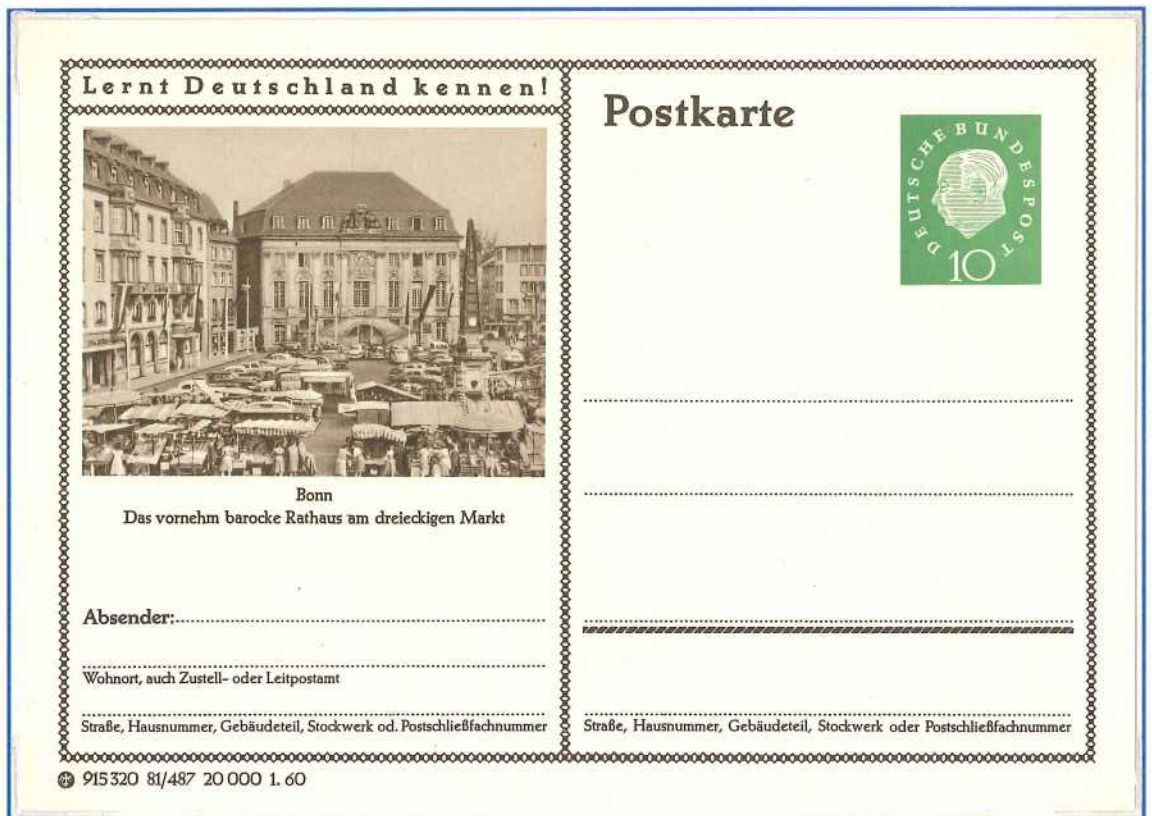 Lernt Deutschland kennen!
Bonn
Das vornehm barocke Rathaus am dreieckigen Markt
Absender:
Wohnort, auch Zustell- oder Leitpostamt
Straße, Hausnummer, Gebäudeteil, Stockwerk od. Postschließfachnummer
915320 81/487 20 000 1. 60
Postkarte
DEUTSCHE BUNDESPOST
10
Straße, Hausnummer, Gebäudeteil, Stockwerk oder Postschließfachnummer